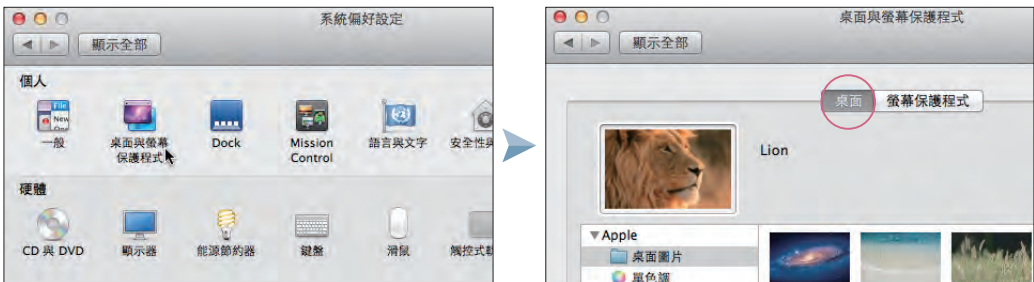 系統偏好設定
顯示全部
個人
File
New
一般
桌面與螢幕
保護程式
Dock
Mission
Control
語言與文字
安全性與
硬體
CD 與 DVD
顯示器
能源節約器
鍵盤
滑鼠
觸控式
桌面與螢幕保護程式
顯示全部
桌面
螢幕保護程式
Lion
▼Apple
桌面圖片
單色調